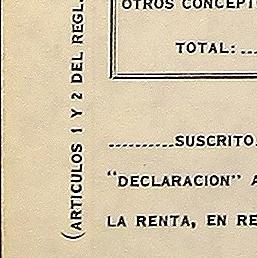 OTROS CONCEPT
TOTAL:...
(ARTICULOS 1 Y 2 DEL REGL.
..........SUSCRITO.
"DECLARACION" A
LA RENTA, EN RE